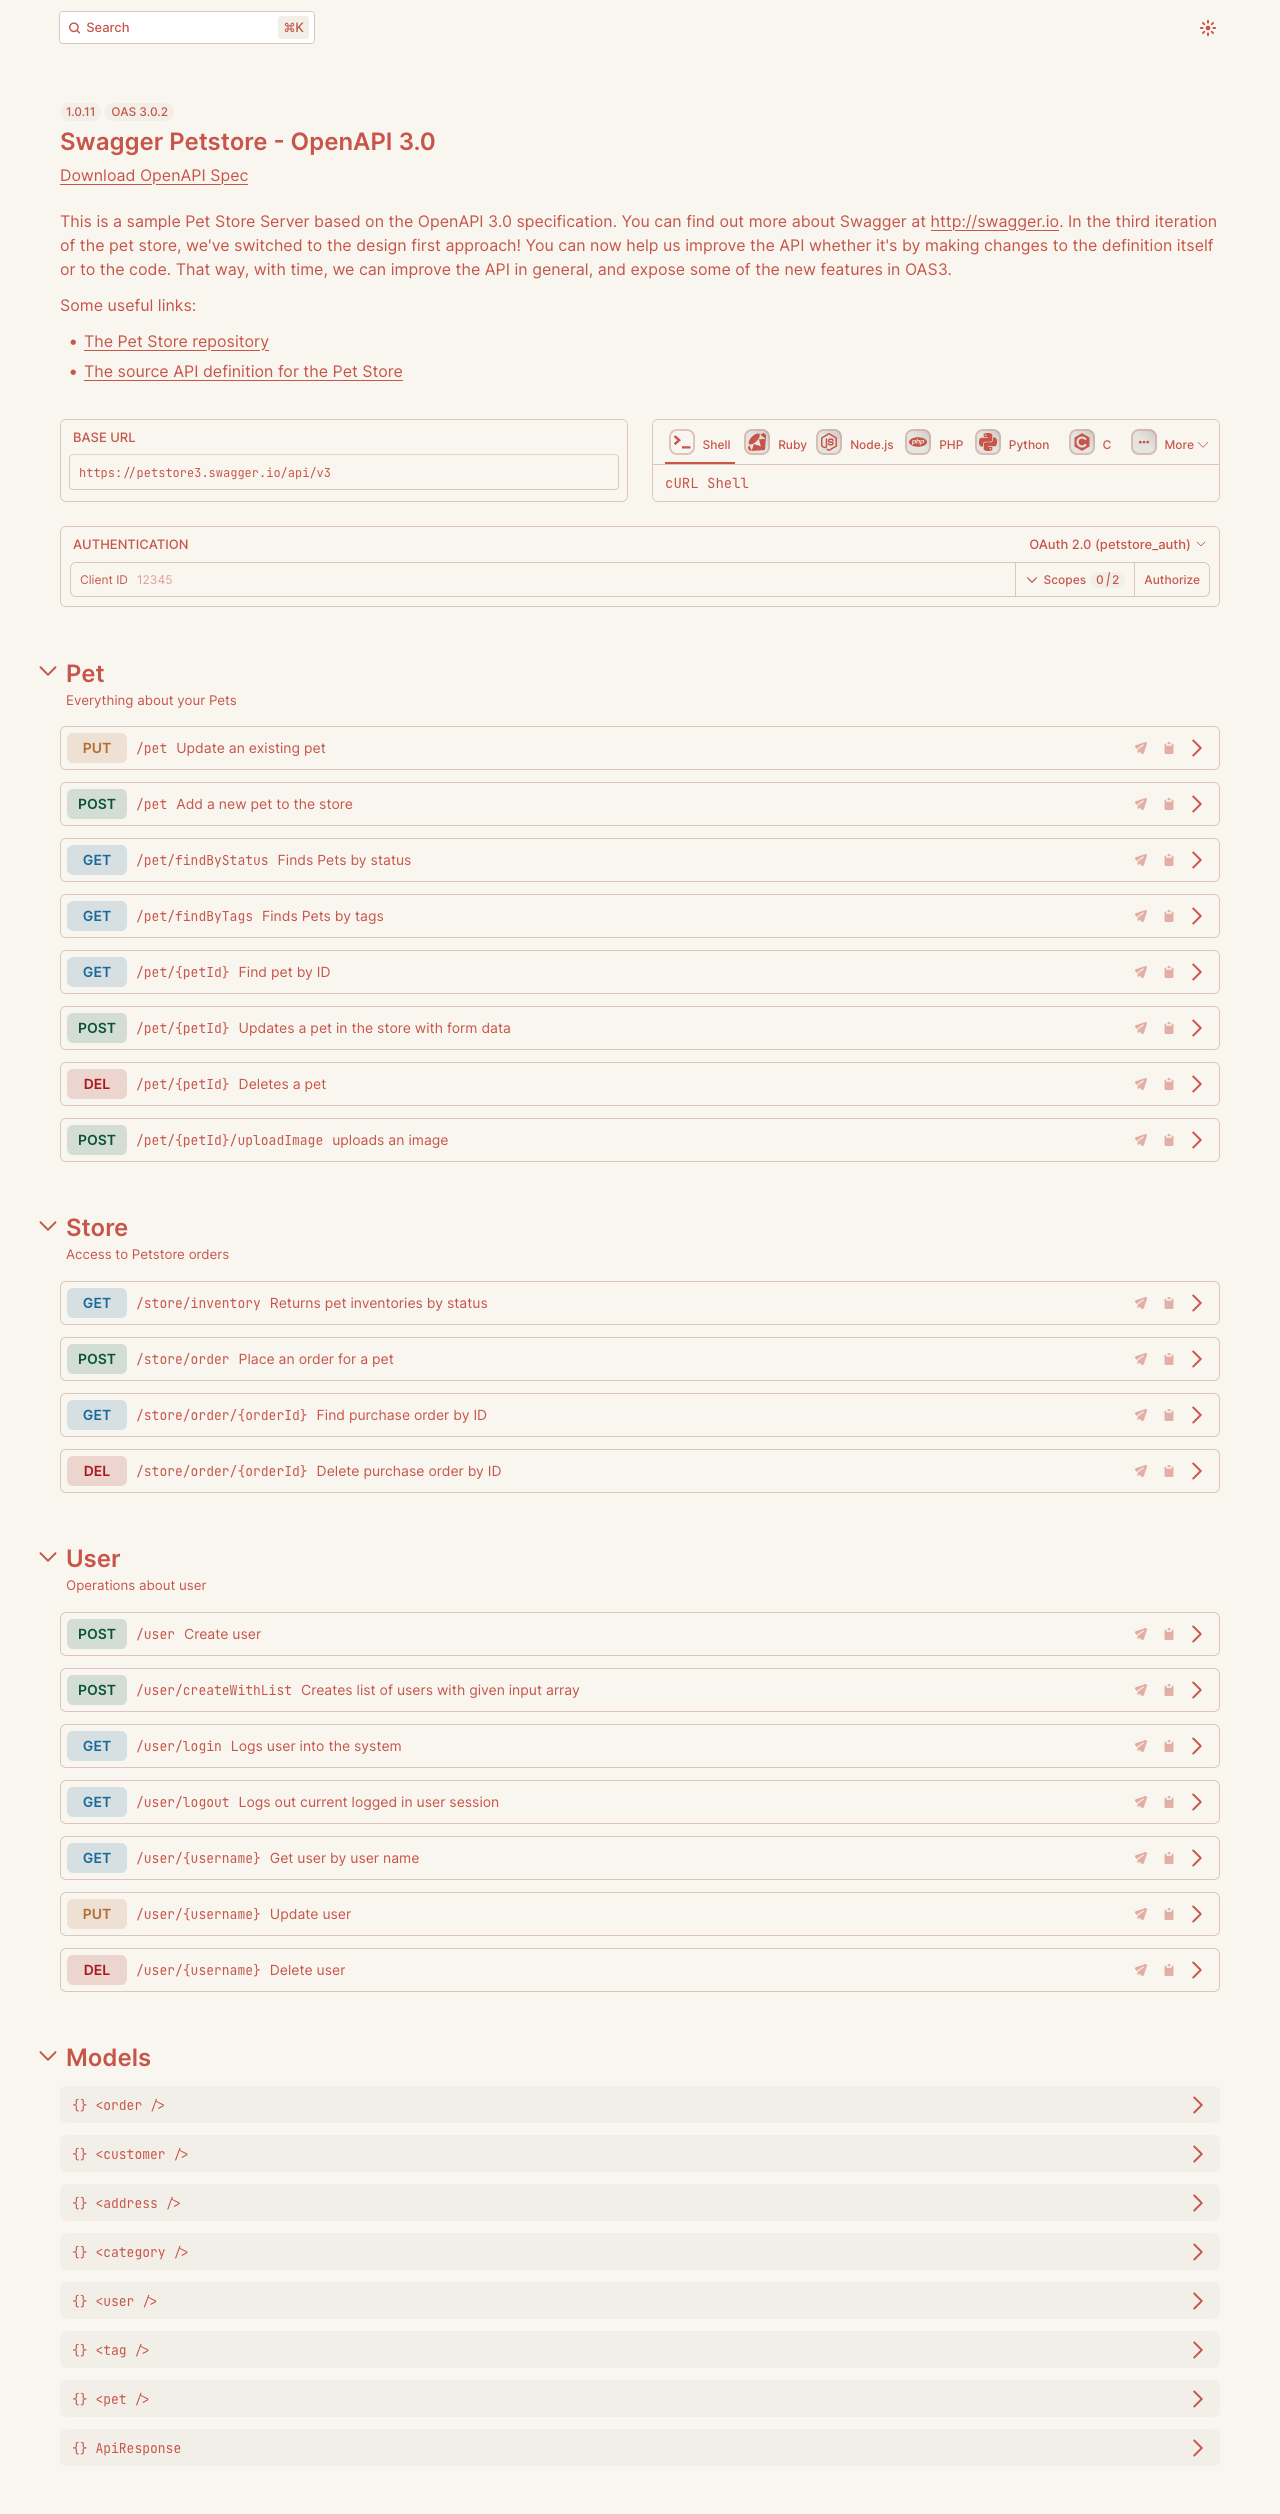 Search ⌘K
1.0.11 OAS 3.0.2
Swagger Petstore - OpenAPI 3.0
Download OpenAPI Spec
This is a sample Pet Store Server based on the OpenAPI 3.0 specification. You can find out more about Swagger at http://swagger.io. In the third iteration
of the pet store, we've switched to the design first approach! You can now help us improve the API whether it's by making changes to the definition itself
or to the code. That way, with time, we can improve the API in general, and expose some of the new features in OAS3.
Some useful links:
• The Pet Store repository
• The source API definition for the Pet Store
BASE URL
https://petstore3.swagger.io/api/v3
Shell Ruby Node.js PHP Python C More
cURL Shell
AUTHENTICATION OAuth 2.0 (petstore_auth)
Client ID 12345 Scopes 0/2 Authorize
Pet
Everything about your Pets
PUT /pet Update an existing pet
POST /pet Add a new pet to the store
GET /pet/findByStatus Finds Pets by status
GET /pet/findByTags Finds Pets by tags
GET /pet/{petId} Find pet by ID
POST /pet/{petId} Updates a pet in the store with form data
DEL /pet/{petId} Deletes a pet
POST /pet/{petId}/uploadImage uploads an image
Store
Access to Petstore orders
GET /store/inventory Returns pet inventories by status
POST /store/order Place an order for a pet
GET /store/order/{orderId} Find purchase order by ID
DEL /store/order/{orderId} Delete purchase order by ID
User
Operations about user
POST /user Create user
POST /user/createWithList Creates list of users with given input array
GET /user/login Logs user into the system
GET /user/logout Logs out current logged in user session
GET /user/{username} Get user by user name
PUT /user/{username} Update user
DEL /user/{username} Delete user
Models
{} <order />
{} <customer />
{} <address />
{} <category />
{} <user />
{} <tag />
{} <pet />
{} ApiResponse